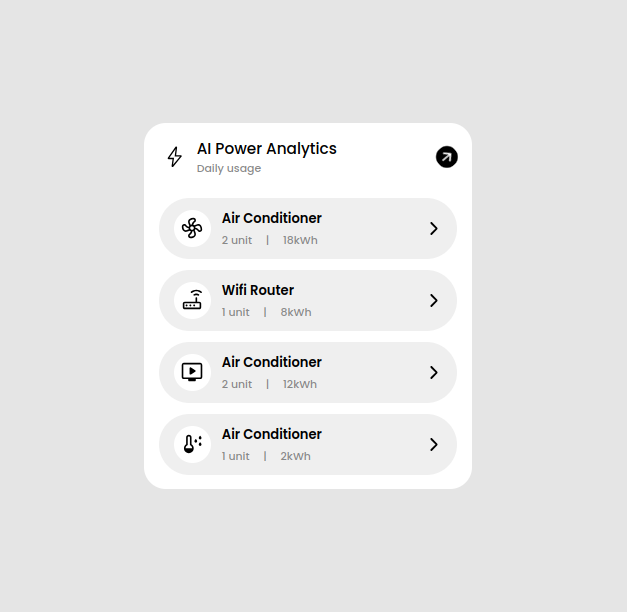 AI Power Analytics
Daily usage
Air Conditioner
2 unit | 18kWh
Wifi Router
1 unit | 8kWh
Air Conditioner
2 unit | 12kWh
Air Conditioner
1 unit | 2kWh